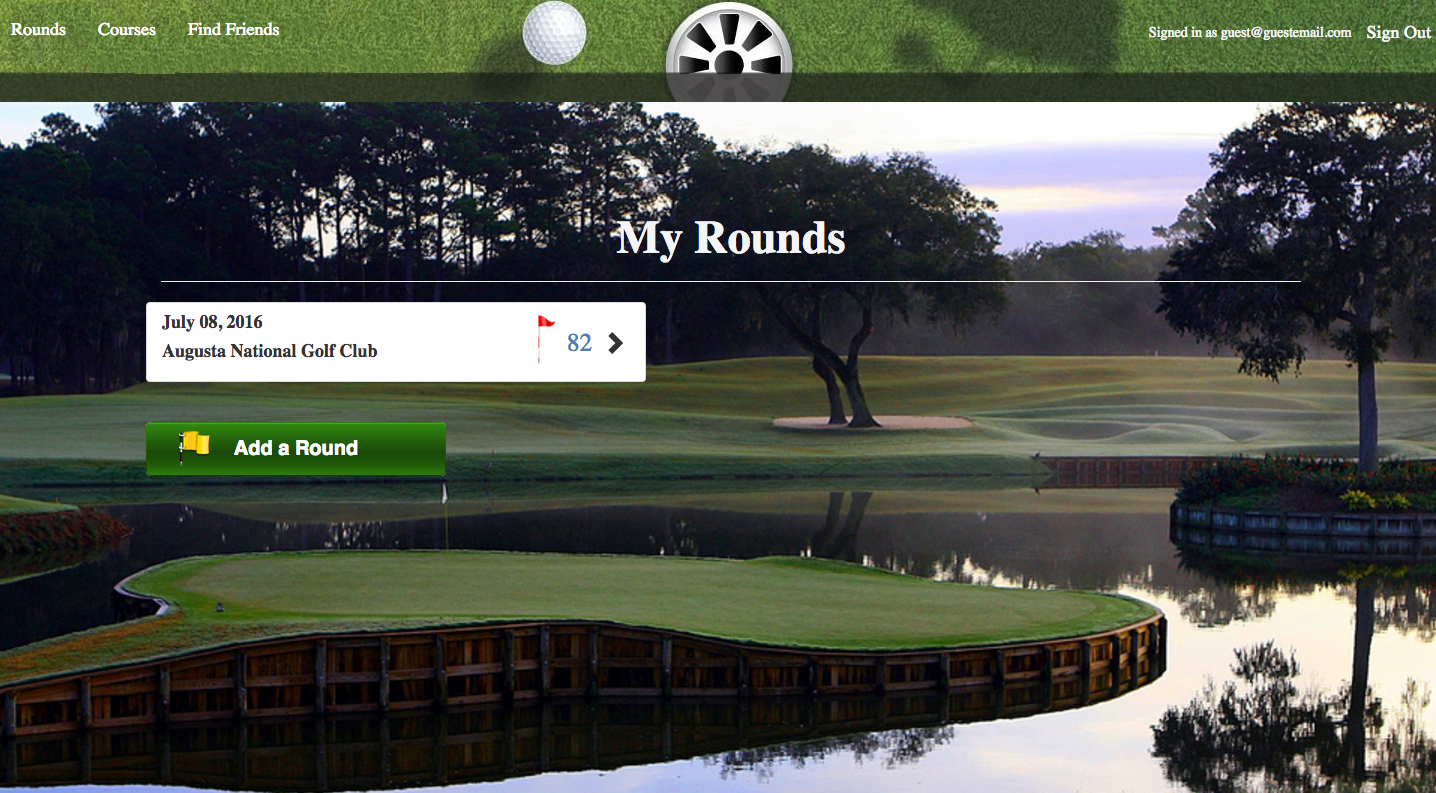 Rounds Courses Find Friends Signed in as guest@guestemail.com Sign Out
My Rounds
July 08, 2016
Augusta National Golf Club
82
Add a Round